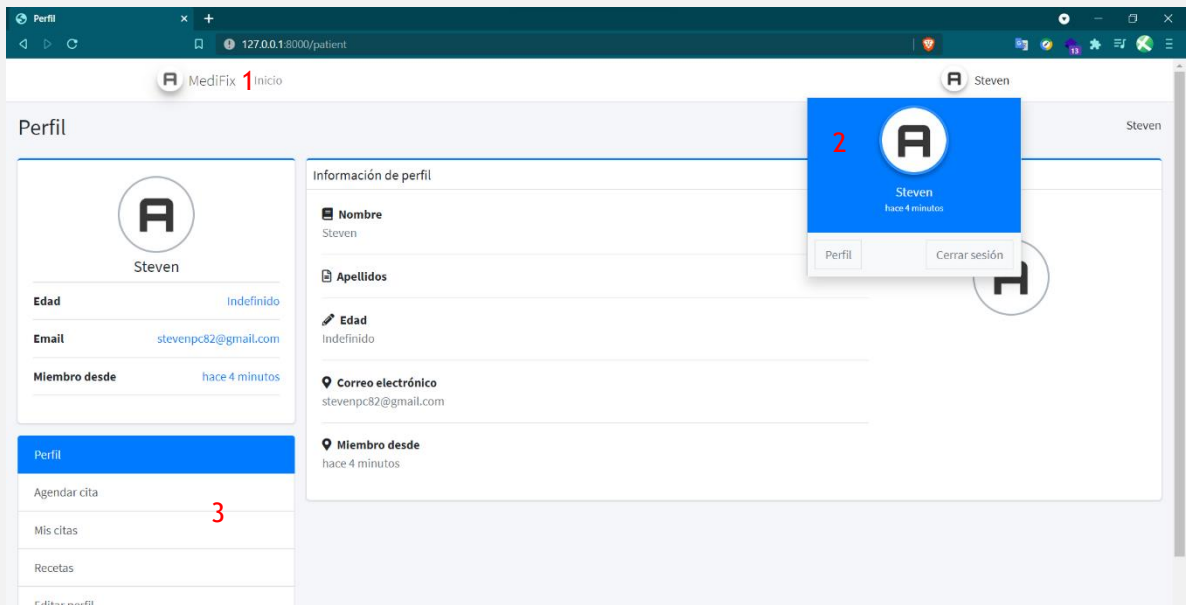 Perfil
127.0.0.1:8000/patient
13
MediFix 1 Inicio
Steven
Perfil
Steven
2
Steven
hace 4 minutos
Perfil
Cerrar sesión
Steven
Edad Indefinido
Email stevenpc82@gmail.com
Miembro desde hace 4 minutos
Información de perfil
Nombre
Steven
Apellidos
Edad
Indefinido
Correo electrónico
stevenpc82@gmail.com
Miembro desde
hace 4 minutos
Perfil
Agendar cita
3
Mis citas
Recetas
Editar perfil